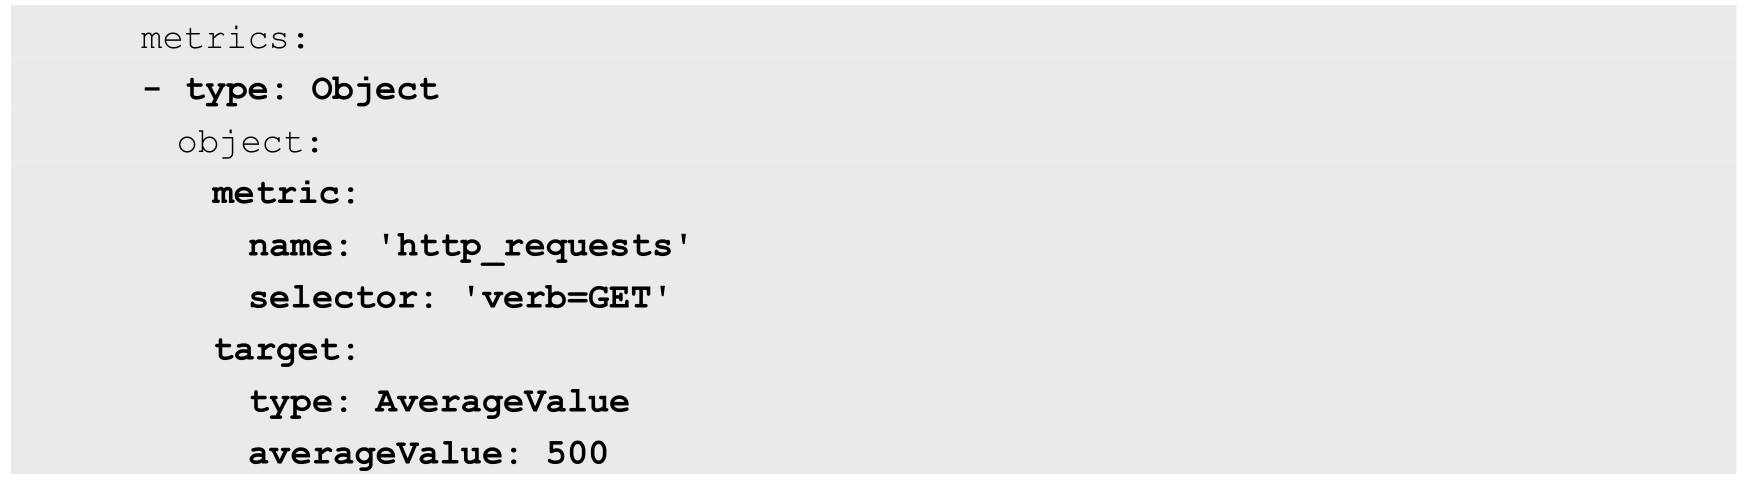 metrics:
- type: Object
object:
metric:
name: 'http_requests'
selector: 'verb=GET'
target:
type: AverageValue
averageValue: 500